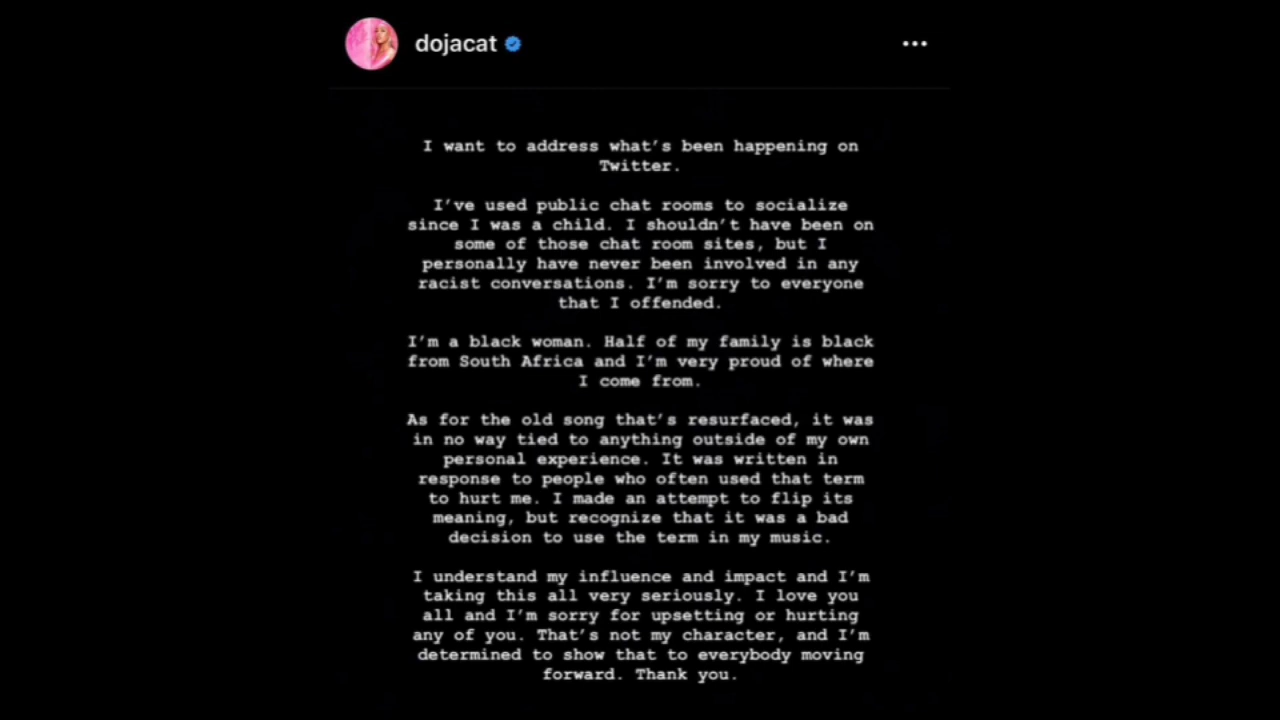 dojacat
I want to address what's been happening on
Twitter.
I've used public chat rooms to socialize
since I was a child. I shouldn't have been on
some of those chat room sites, but I
personally have never been involved in any
racist conversations. I'm sorry to everyone
that I offended.
I'm a black woman. Half of my family is black
from South Africa and I'm very proud of where
I come from.
As for the old song that's resurfaced, it was
in no way tied to anything outside of my own
personal experience. It was written in
response to people who often used that term
to hurt me. I made an attempt to flip its
meaning, but recognize that it was a bad
decision to use the term in my music.
I understand my influence and impact and I'm
taking this all very seriously. I love you
all and I'm sorry for upsetting or hurting
any of you. That's not my character, and I'm
determined to show that to everybody moving
forward. Thank you.